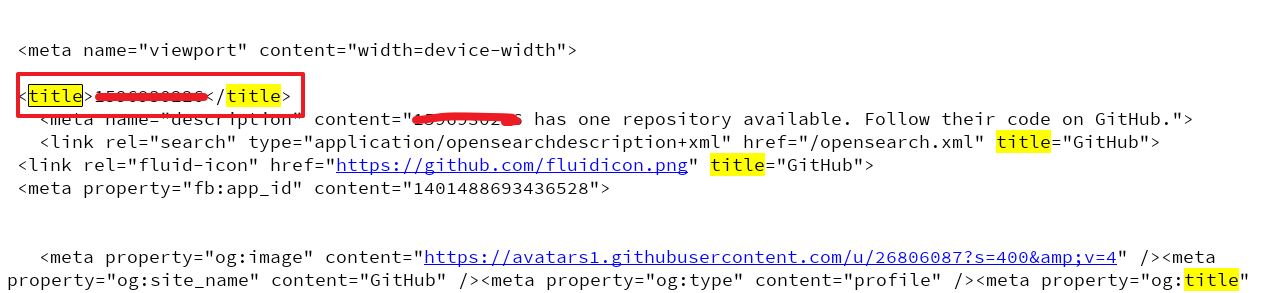 <meta name="viewport" content="width=device-width">
<title></title>
<meta name="description" content=" has one repository available. Follow their code on GitHub.">
<link rel="search" type="application/opensearchdescription+xml" href="/opensearch.xml" title="GitHub">
<link rel="fluid-icon" href="https://github.com/fluidicon.png" title="GitHub">
<meta property="fb:app_id" content="1401488693436528">
<meta property="og:image" content="https://avatars1.githubusercontent.com/u/26806087?s=400&amp;v=4" /><meta
property="og:site_name" content="GitHub" /><meta property="og:type" content="profile" /><meta property="og:title"